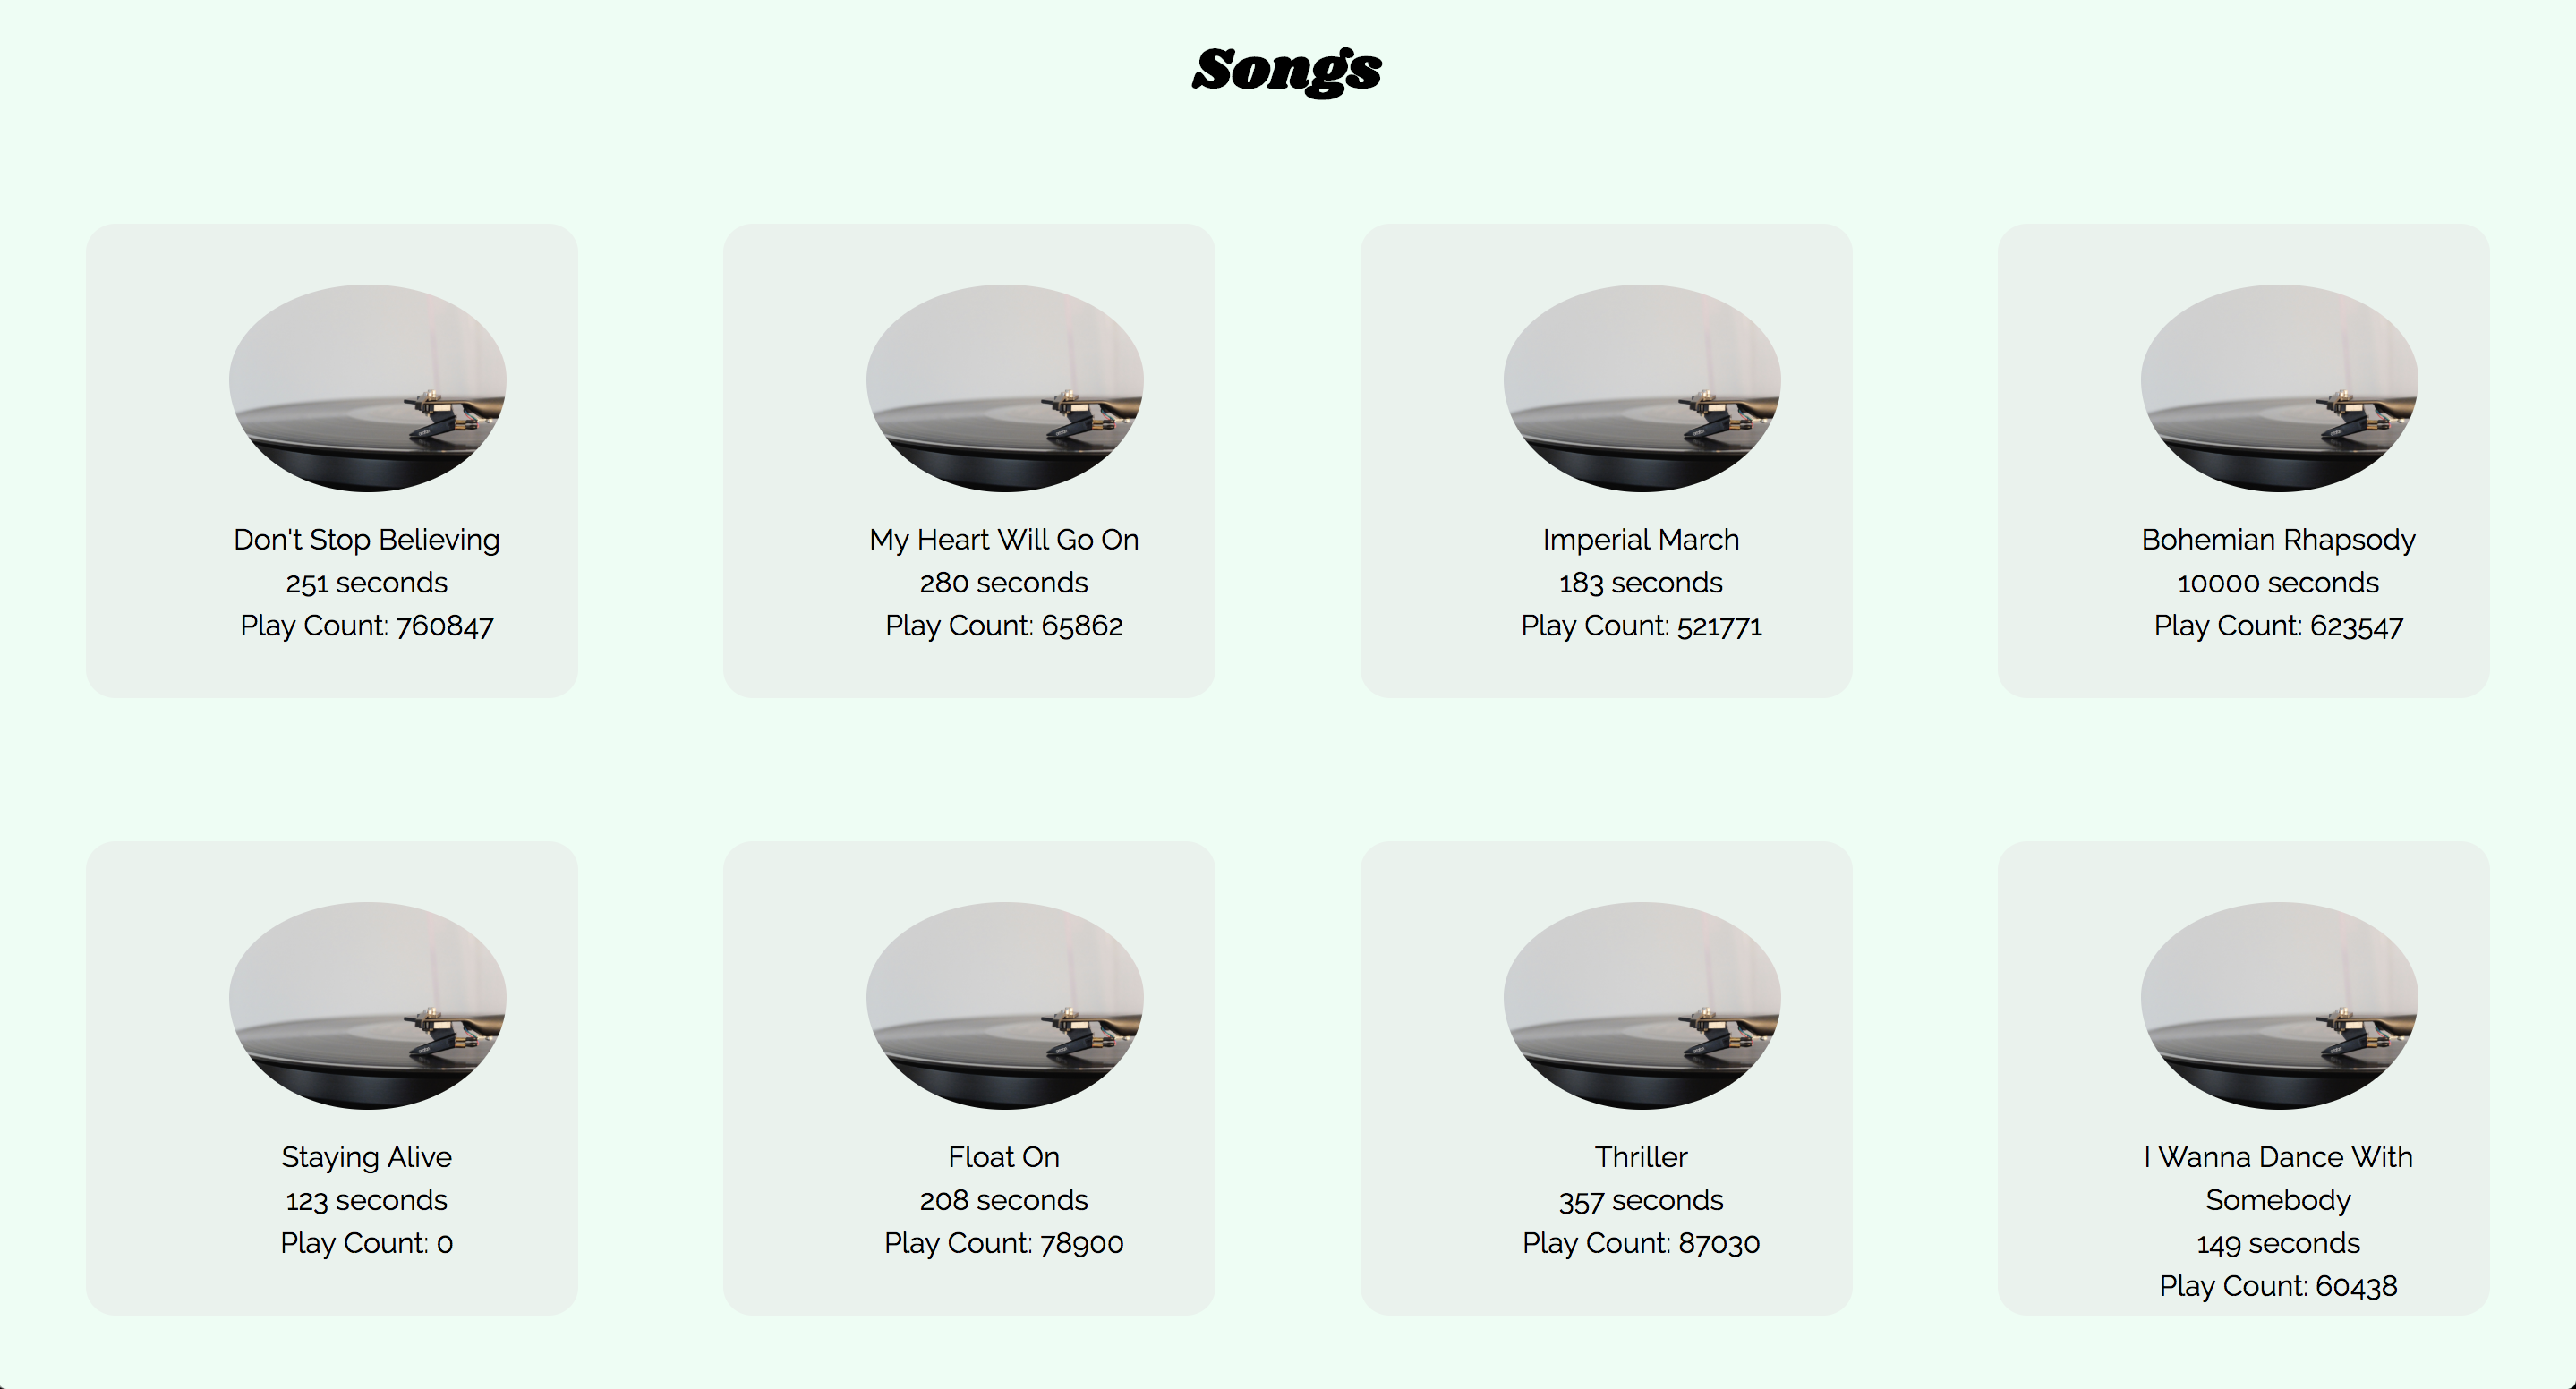 Songs
Don't Stop Believing
251 seconds
Play Count: 760847
My Heart Will Go On
280 seconds
Play Count: 65862
Imperial March
183 seconds
Play Count: 521771
Bohemian Rhapsody
10000 seconds
Play Count: 623547
Staying Alive
123 seconds
Play Count: 0
Float On
208 seconds
Play Count: 78900
Thriller
357 seconds
Play Count: 87030
I Wanna Dance With
Somebody
149 seconds
Play Count: 60438